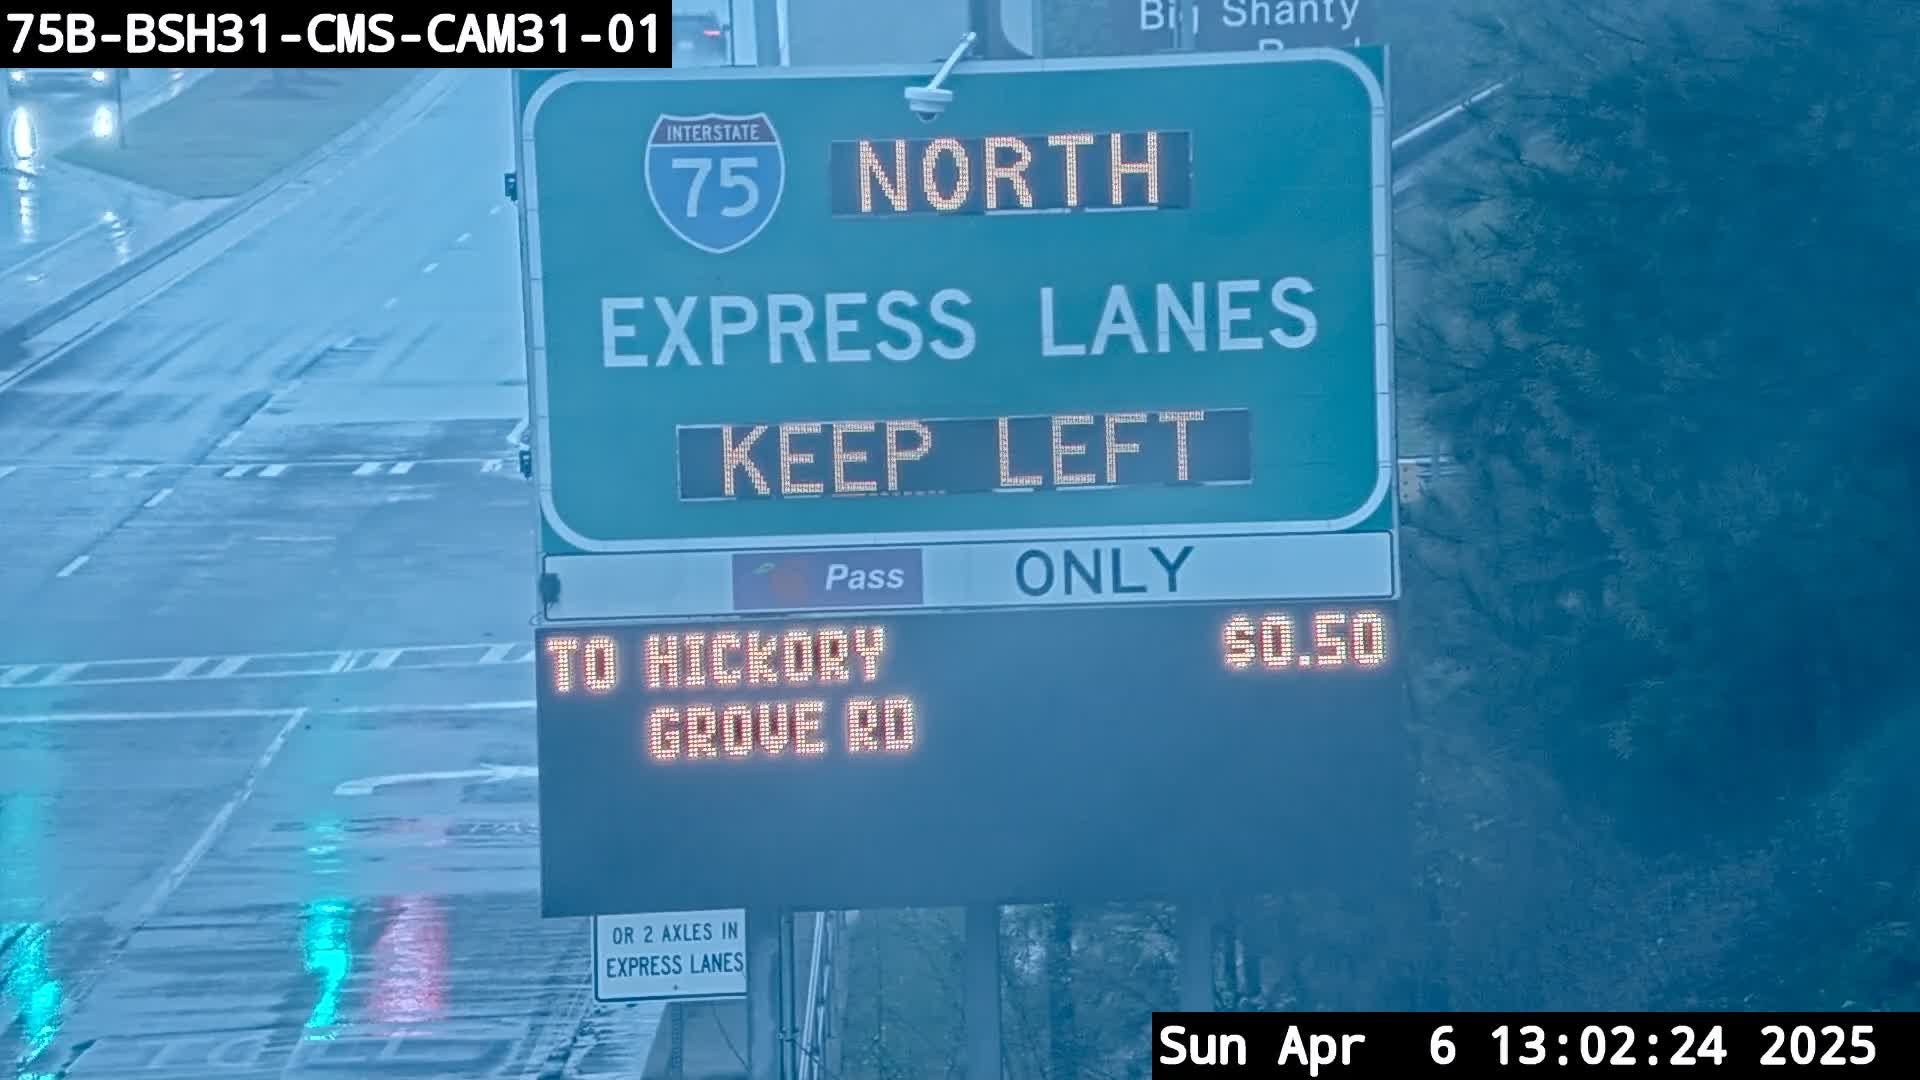 75B-BSH31-CMS-CAM31-01
Big Shanty
INTERSTATE
75
NORTH
EXPRESS LANES
KEEP LEFT
Pass
ONLY
TO HICKORY $0.50
GROVE RD
OR 2 AXLES IN
EXPRESS LANES
Sun Apr 6 13:02:24 2025